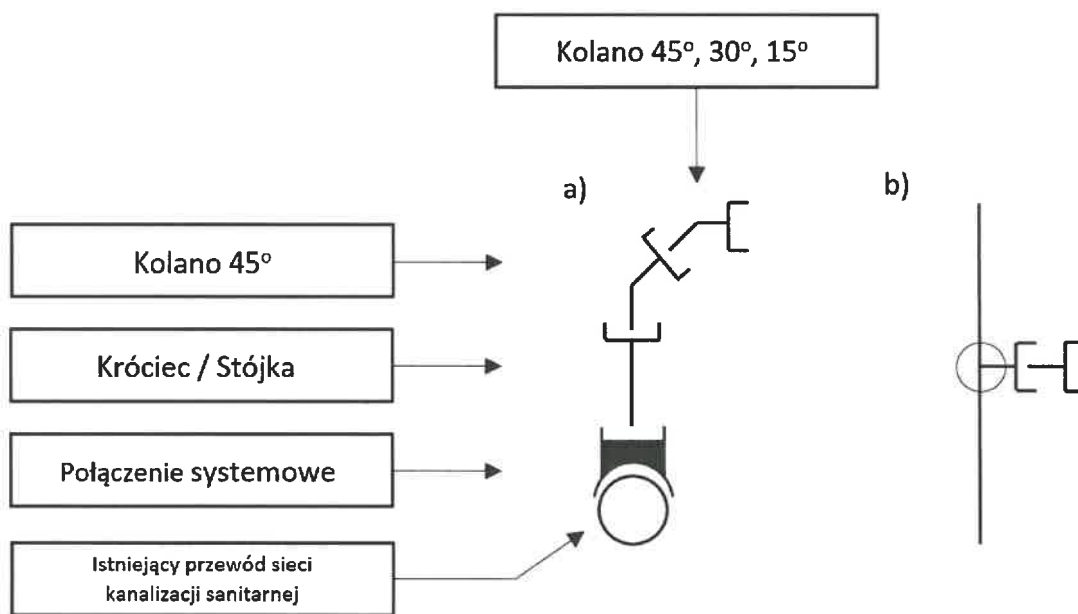 Kolano 45°, 30°, 15°
a)
b)
Kolano 45°
Króciec / Stójka
Połączenie systemowe
Istniejący przewód sieci
kanalizacji sanitarnej